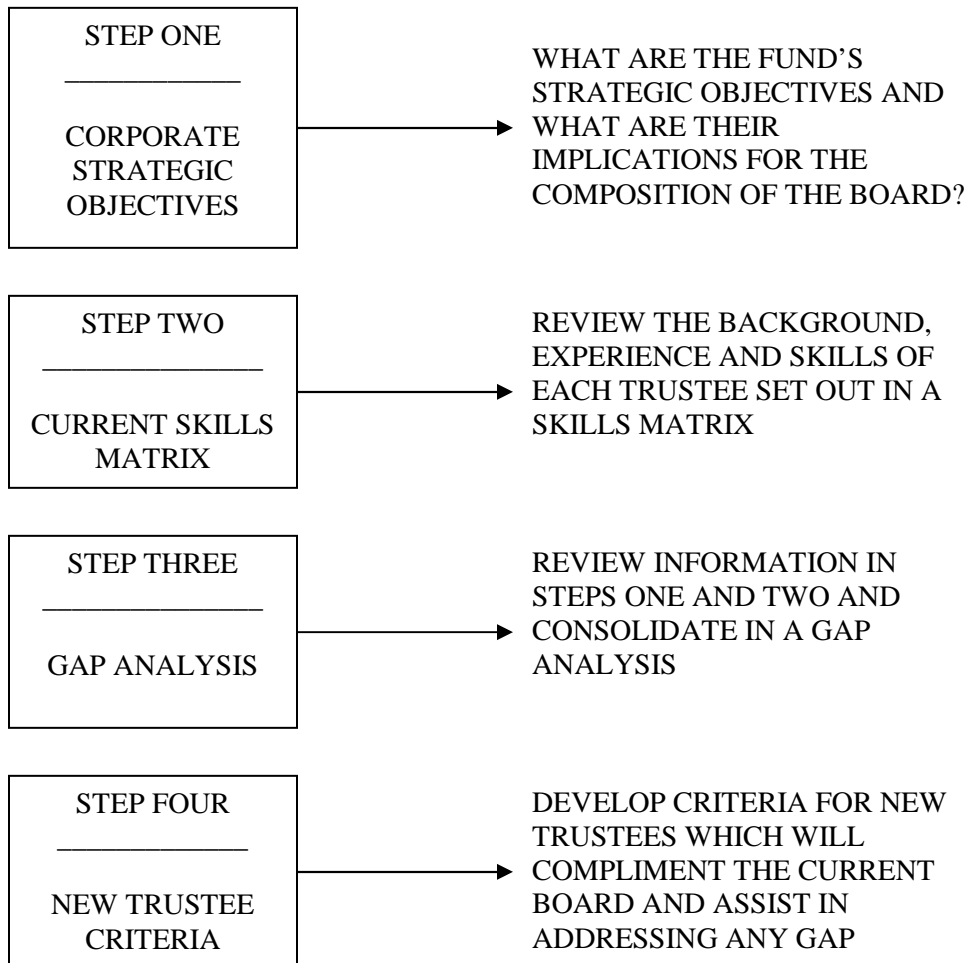 STEP ONE
____________
CORPORATE
STRATEGIC
OBJECTIVES
WHAT ARE THE FUND'S
STRATEGIC OBJECTIVES AND
WHAT ARE THEIR
IMPLICATIONS FOR THE
COMPOSITION OF THE BOARD?
STEP TWO
_______________
CURRENT SKILLS
MATRIX
REVIEW THE BACKGROUND,
EXPERIENCE AND SKILLS OF
EACH TRUSTEE SET OUT IN A
SKILLS MATRIX
STEP THREE
_______________
GAP ANALYSIS
REVIEW INFORMATION IN
STEPS ONE AND TWO AND
CONSOLIDATE IN A GAP
ANALYSIS
STEP FOUR
_____________
NEW TRUSTEE
CRITERIA
DEVELOP CRITERIA FOR NEW
TRUSTEES WHICH WILL
COMPLIMENT THE CURRENT
BOARD AND ASSIST IN
ADDRESSING ANY GAP